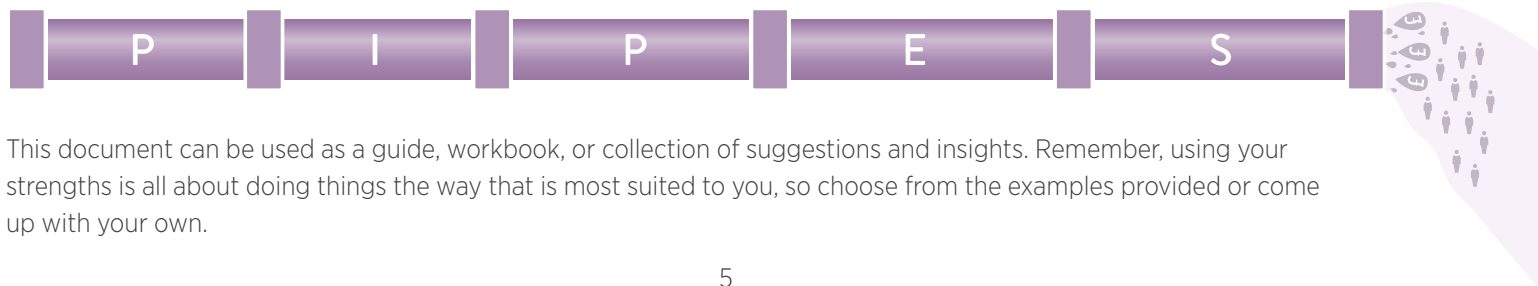 P I P E S
£
£
£
This document can be used as a guide, workbook, or collection of suggestions and insights. Remember, using your
strengths is all about doing things the way that is most suited to you, so choose from the examples provided or come
up with your own.
5